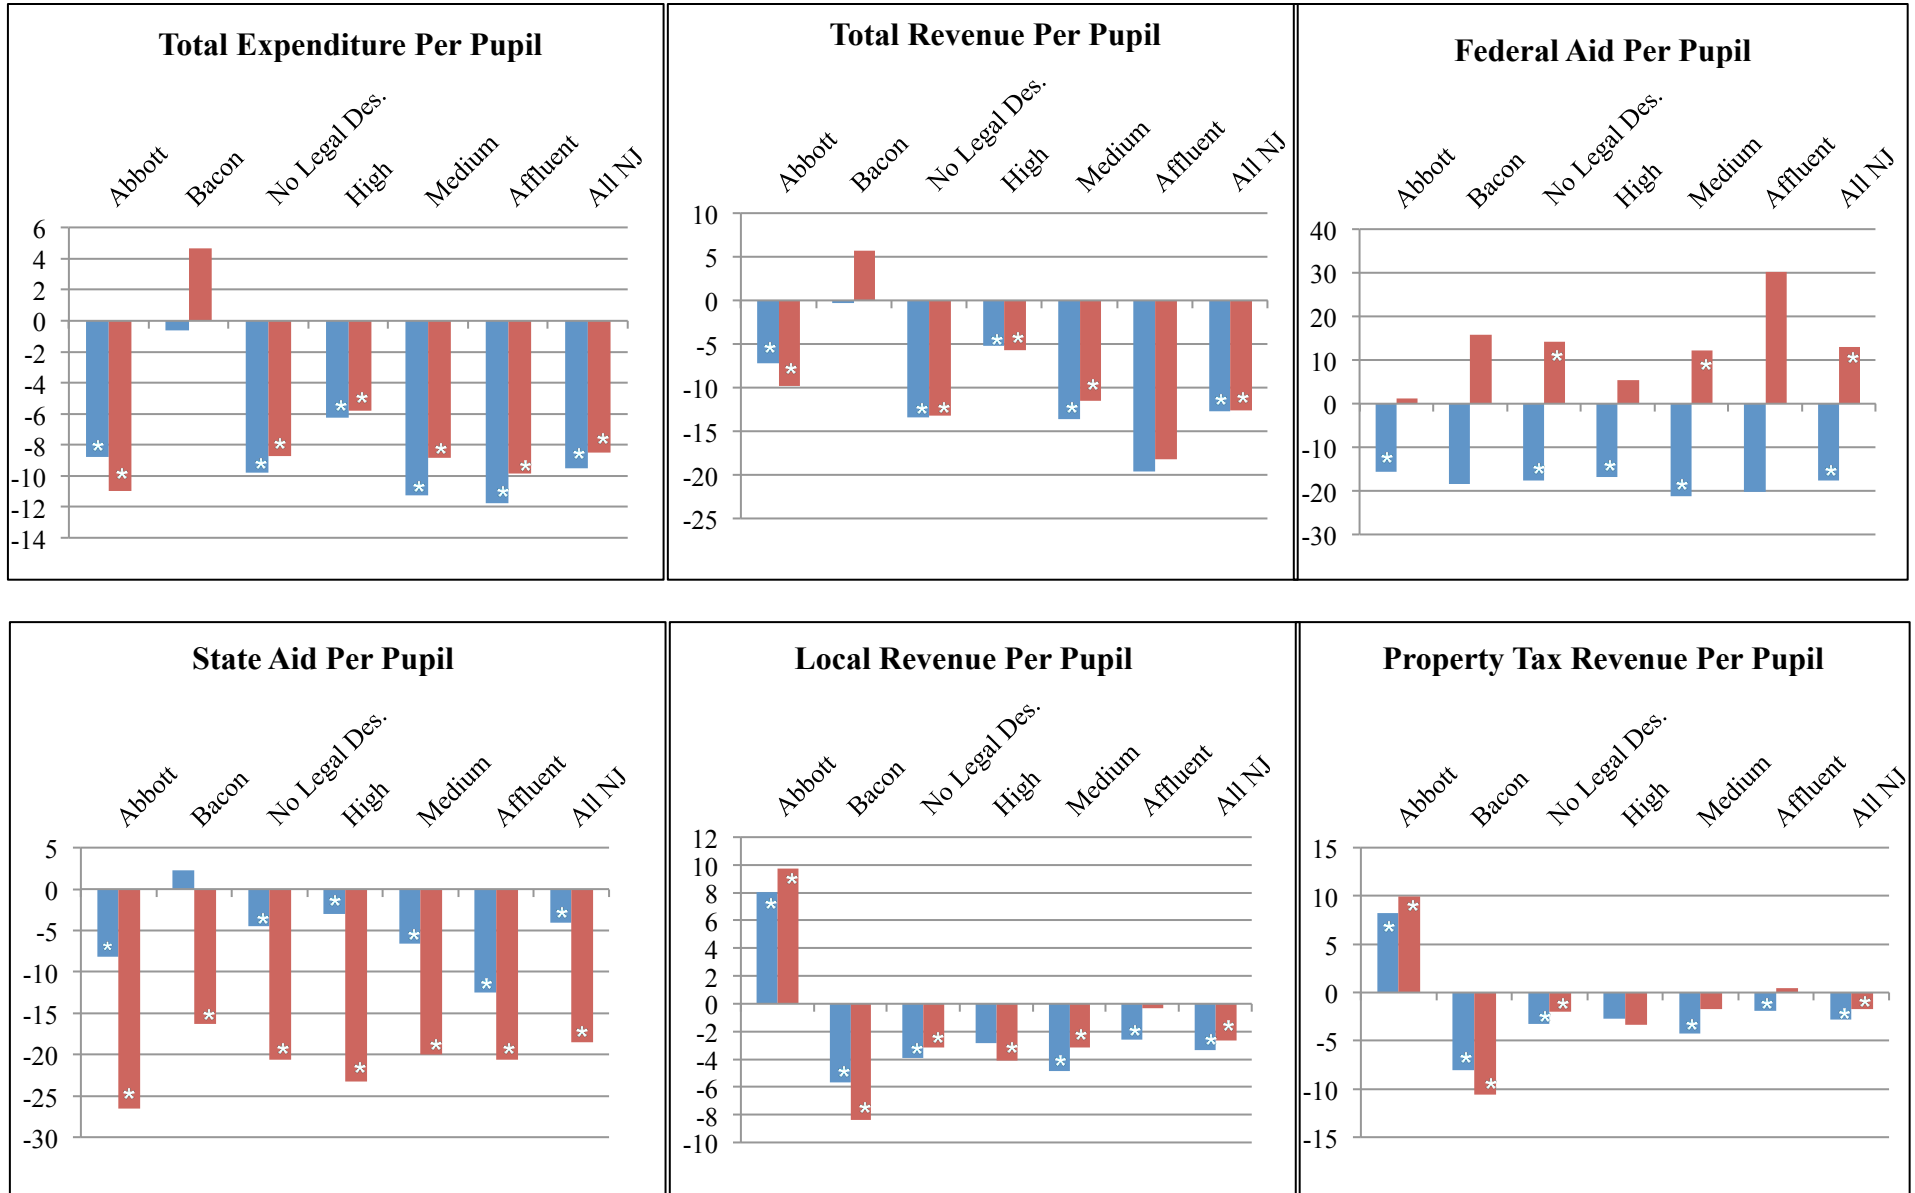 Total Expenditure Per Pupil
Abbott
Bacon
No Legal Des.
High
Medium
Affluent
All NJ
6
4
2
0
-2
-4
-6
-8
-10
-12
-14
* * * * * * * * * * * *
Total Revenue Per Pupil
Abbott
Bacon
No Legal Des.
High
Medium
Affluent
All NJ
10
5
0
-5
-10
-15
-20
-25
* * * * * * * * * *
Federal Aid Per Pupil
Abbott
Bacon
No Legal Des.
High
Medium
Affluent
All NJ
40
30
20
10
0
-10
-20
-30
* * * * * * * *
State Aid Per Pupil
Abbott
Bacon
No Legal Des.
High
Medium
Affluent
All NJ
5
0
-5
-10
-15
-20
-25
-30
* * * * * * * * * * * * *
Local Revenue Per Pupil
Abbott
Bacon
No Legal Des.
High
Medium
Affluent
All NJ
12
10
8
6
4
2
0
-2
-4
-6
-8
-10
* * * * * * * * * * * *
Property Tax Revenue Per Pupil
Abbott
Bacon
No Legal Des.
High
Medium
Affluent
All NJ
15
10
5
0
-5
-10
-15
* * * * * * * * * *